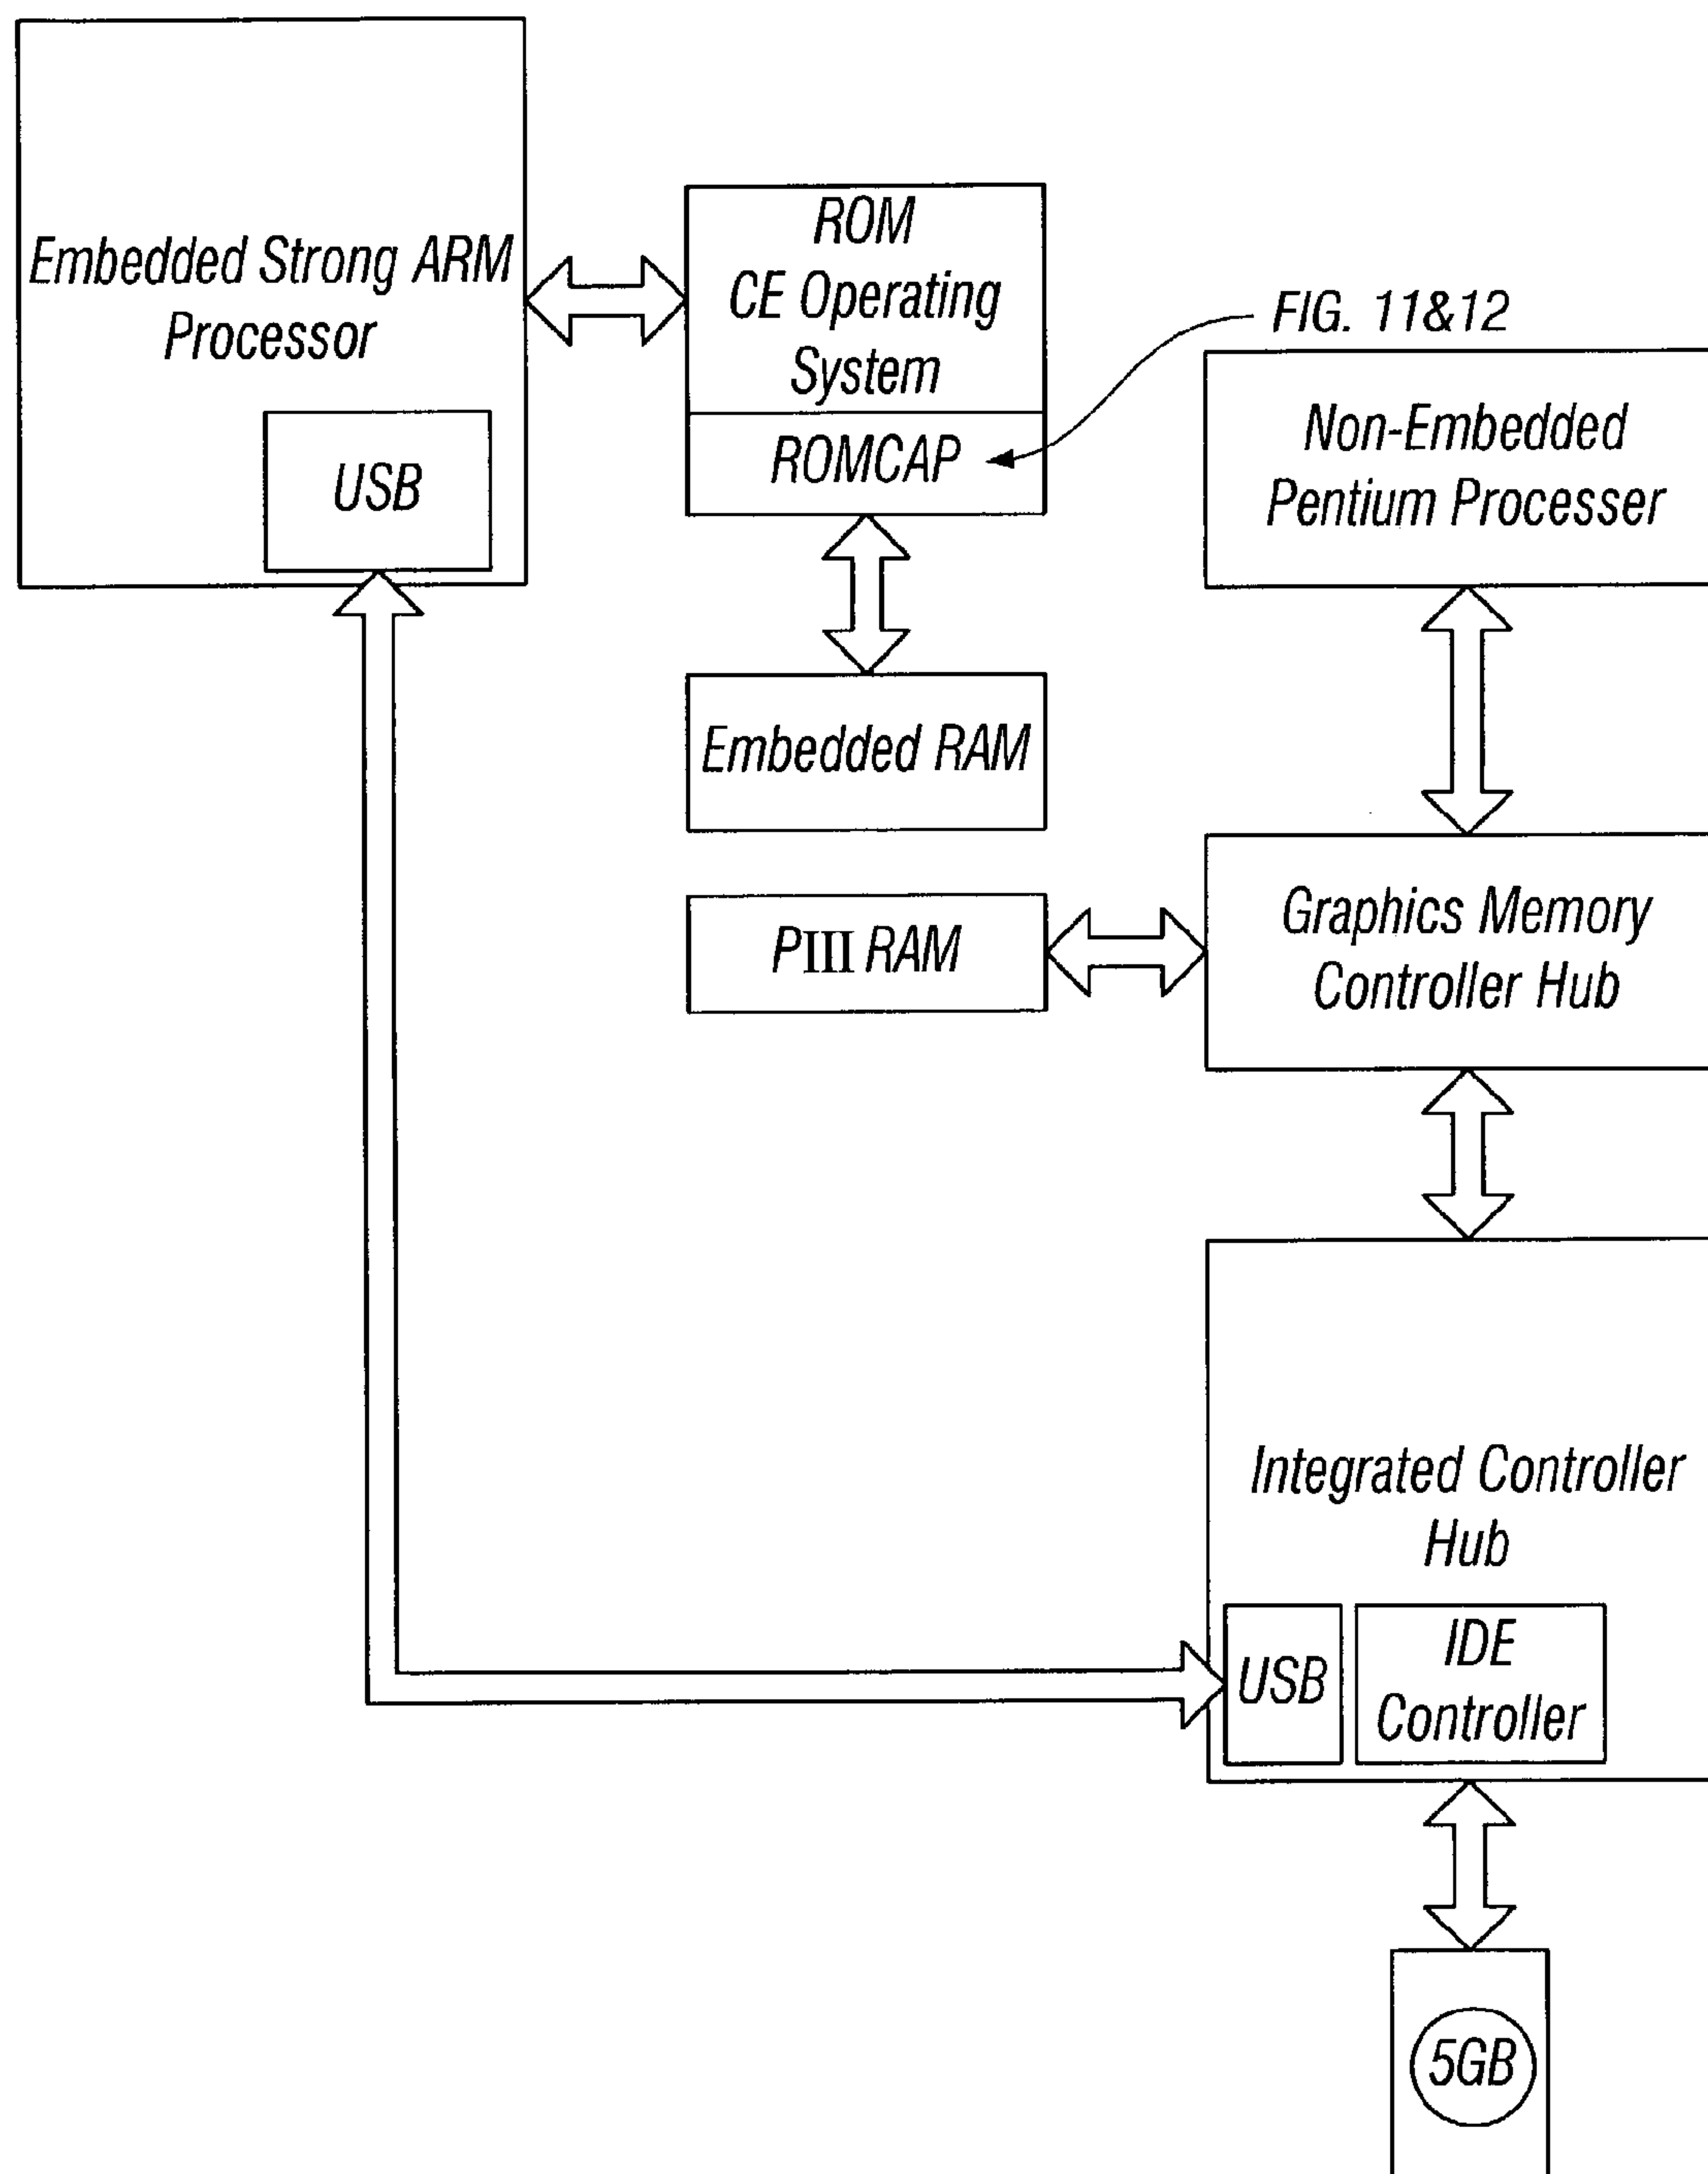 Embedded Strong ARM
Processor
USB
ROM
CE Operating
System
ROMCAP
FIG. 11&12
Non-Embedded
Pentium Processer
Embedded RAM
PIII RAM
Graphics Memory
Controller Hub
Integrated Controller
Hub
USB
IDE
Controller
5GB